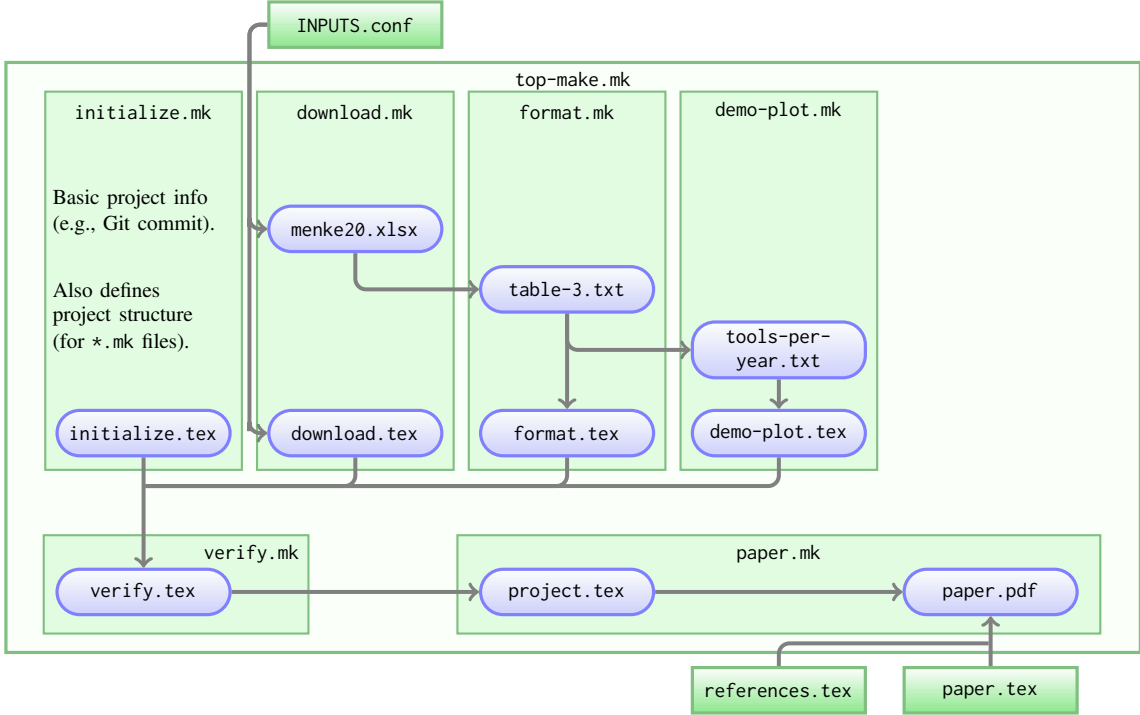 INPUTS.conf
top-make.mk
initialize.mk
download.mk
format.mk
demo-plot.mk
Basic project info
(e.g., Git commit).
menke20.xlsx
Also defines
project structure
(for *.mk files).
table-3.txt
tools-per-
year.txt
initialize.tex
download.tex
format.tex
demo-plot.tex
verify.mk
paper.mk
verify.tex
project.tex
paper.pdf
references.tex
paper.tex